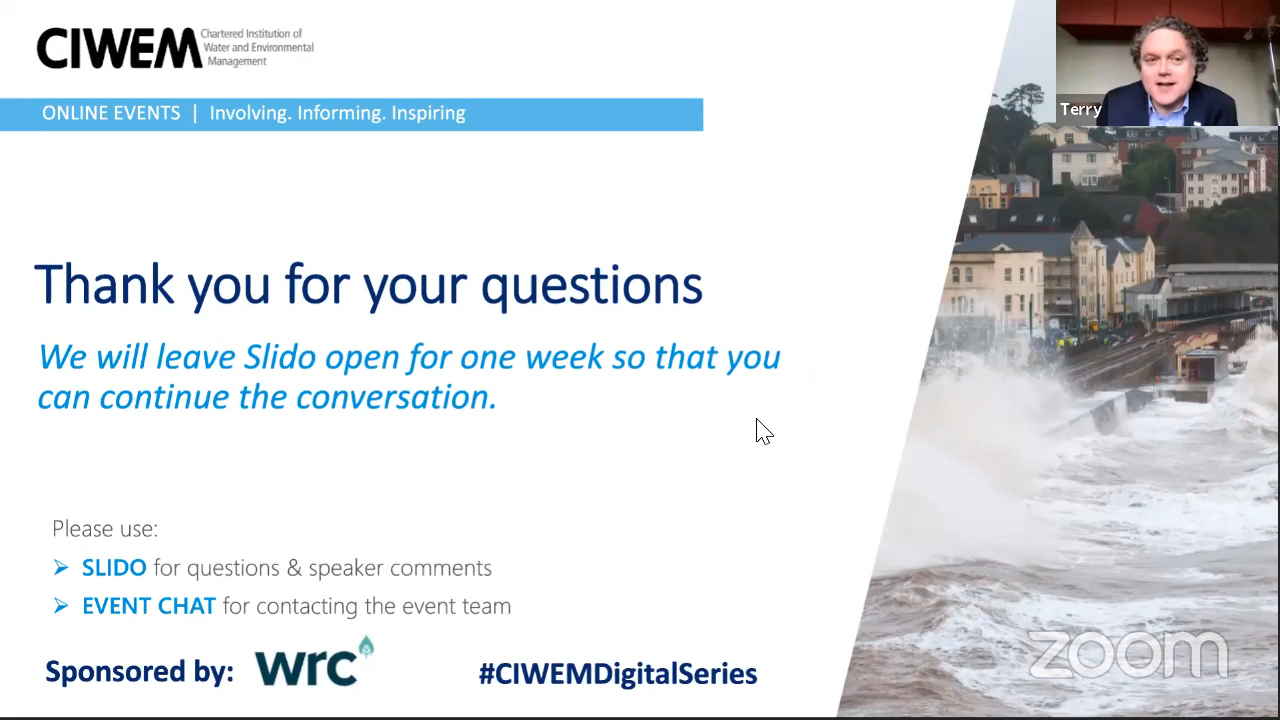 CIWEM
Chartered Institution of
Water and Environmental
Management
ONLINE EVENTS | Involving. Informing. Inspiring
Terry
Thank you for your questions
We will leave Slido open for one week so that you
can continue the conversation.
Please use:
➢ SLIDO for questions & speaker comments
➢ EVENT CHAT for contacting the event team
Sponsored by: wrc #CIWEMDigitalSeries
zoom